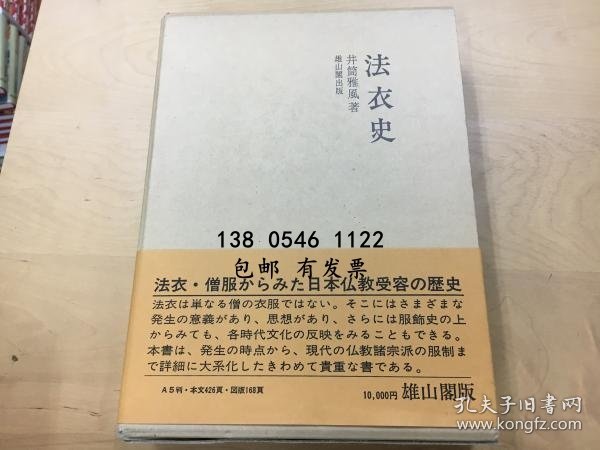 法衣史
井筒雅風著
雄山閣出版
138 0546 1122
包邮 有发票
法衣・僧服からみた日本仏教受容の歴史
法衣は単なる僧の衣服ではない。そこにはさまざまな
発生の意義があり、思想があり、さらには服飾史の上
からみても、各時代文化の反映をみることもできる。
本書は、発生の時点から、現代の仏教諸宗派の服制ま
で詳細に大系化したきわめて貴重な書である。
A5判・本文426頁・図版168頁
10,000円 雄山閣版
孔夫子旧书网
www.kongfz.com